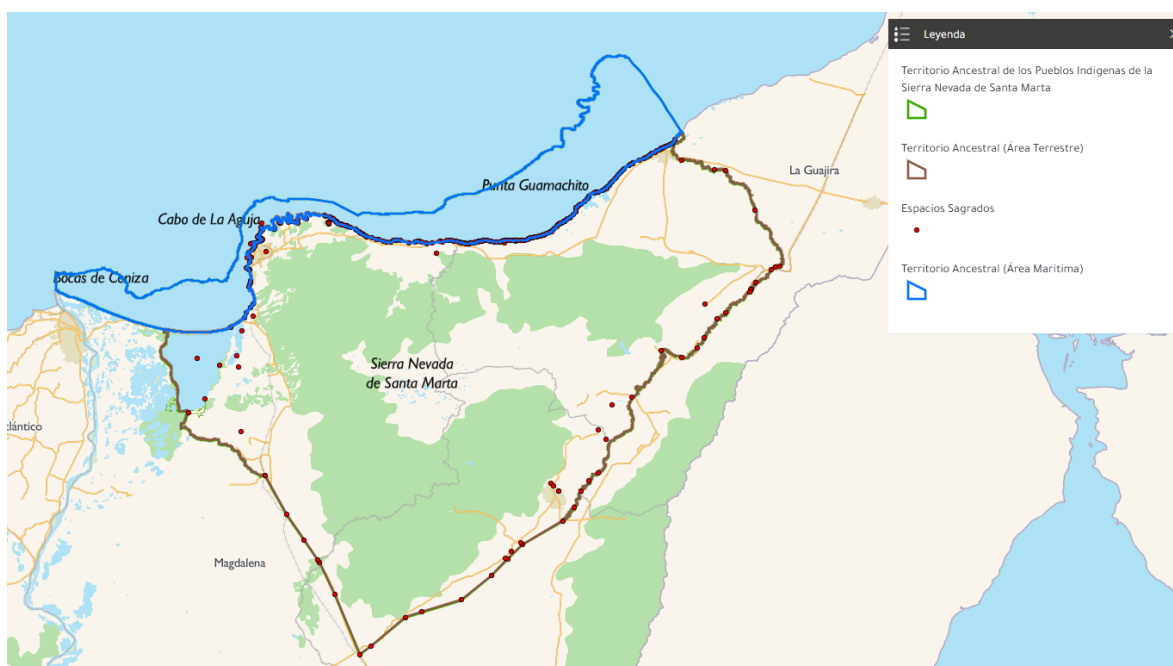 Leyenda
Territorio Ancestral de los Pueblos Indígenas de la
Sierra Nevada de Santa Marta
Territorio Ancestral (Área Terrestre)
Espacios Sagrados
Territorio Ancestral (Área Marítima)
La Guajira
Punta Guamachito
Cabo de La Aguja
Bocas de Ceniza
Sierra Nevada
de Santa Marta
tlántico
Magdalena